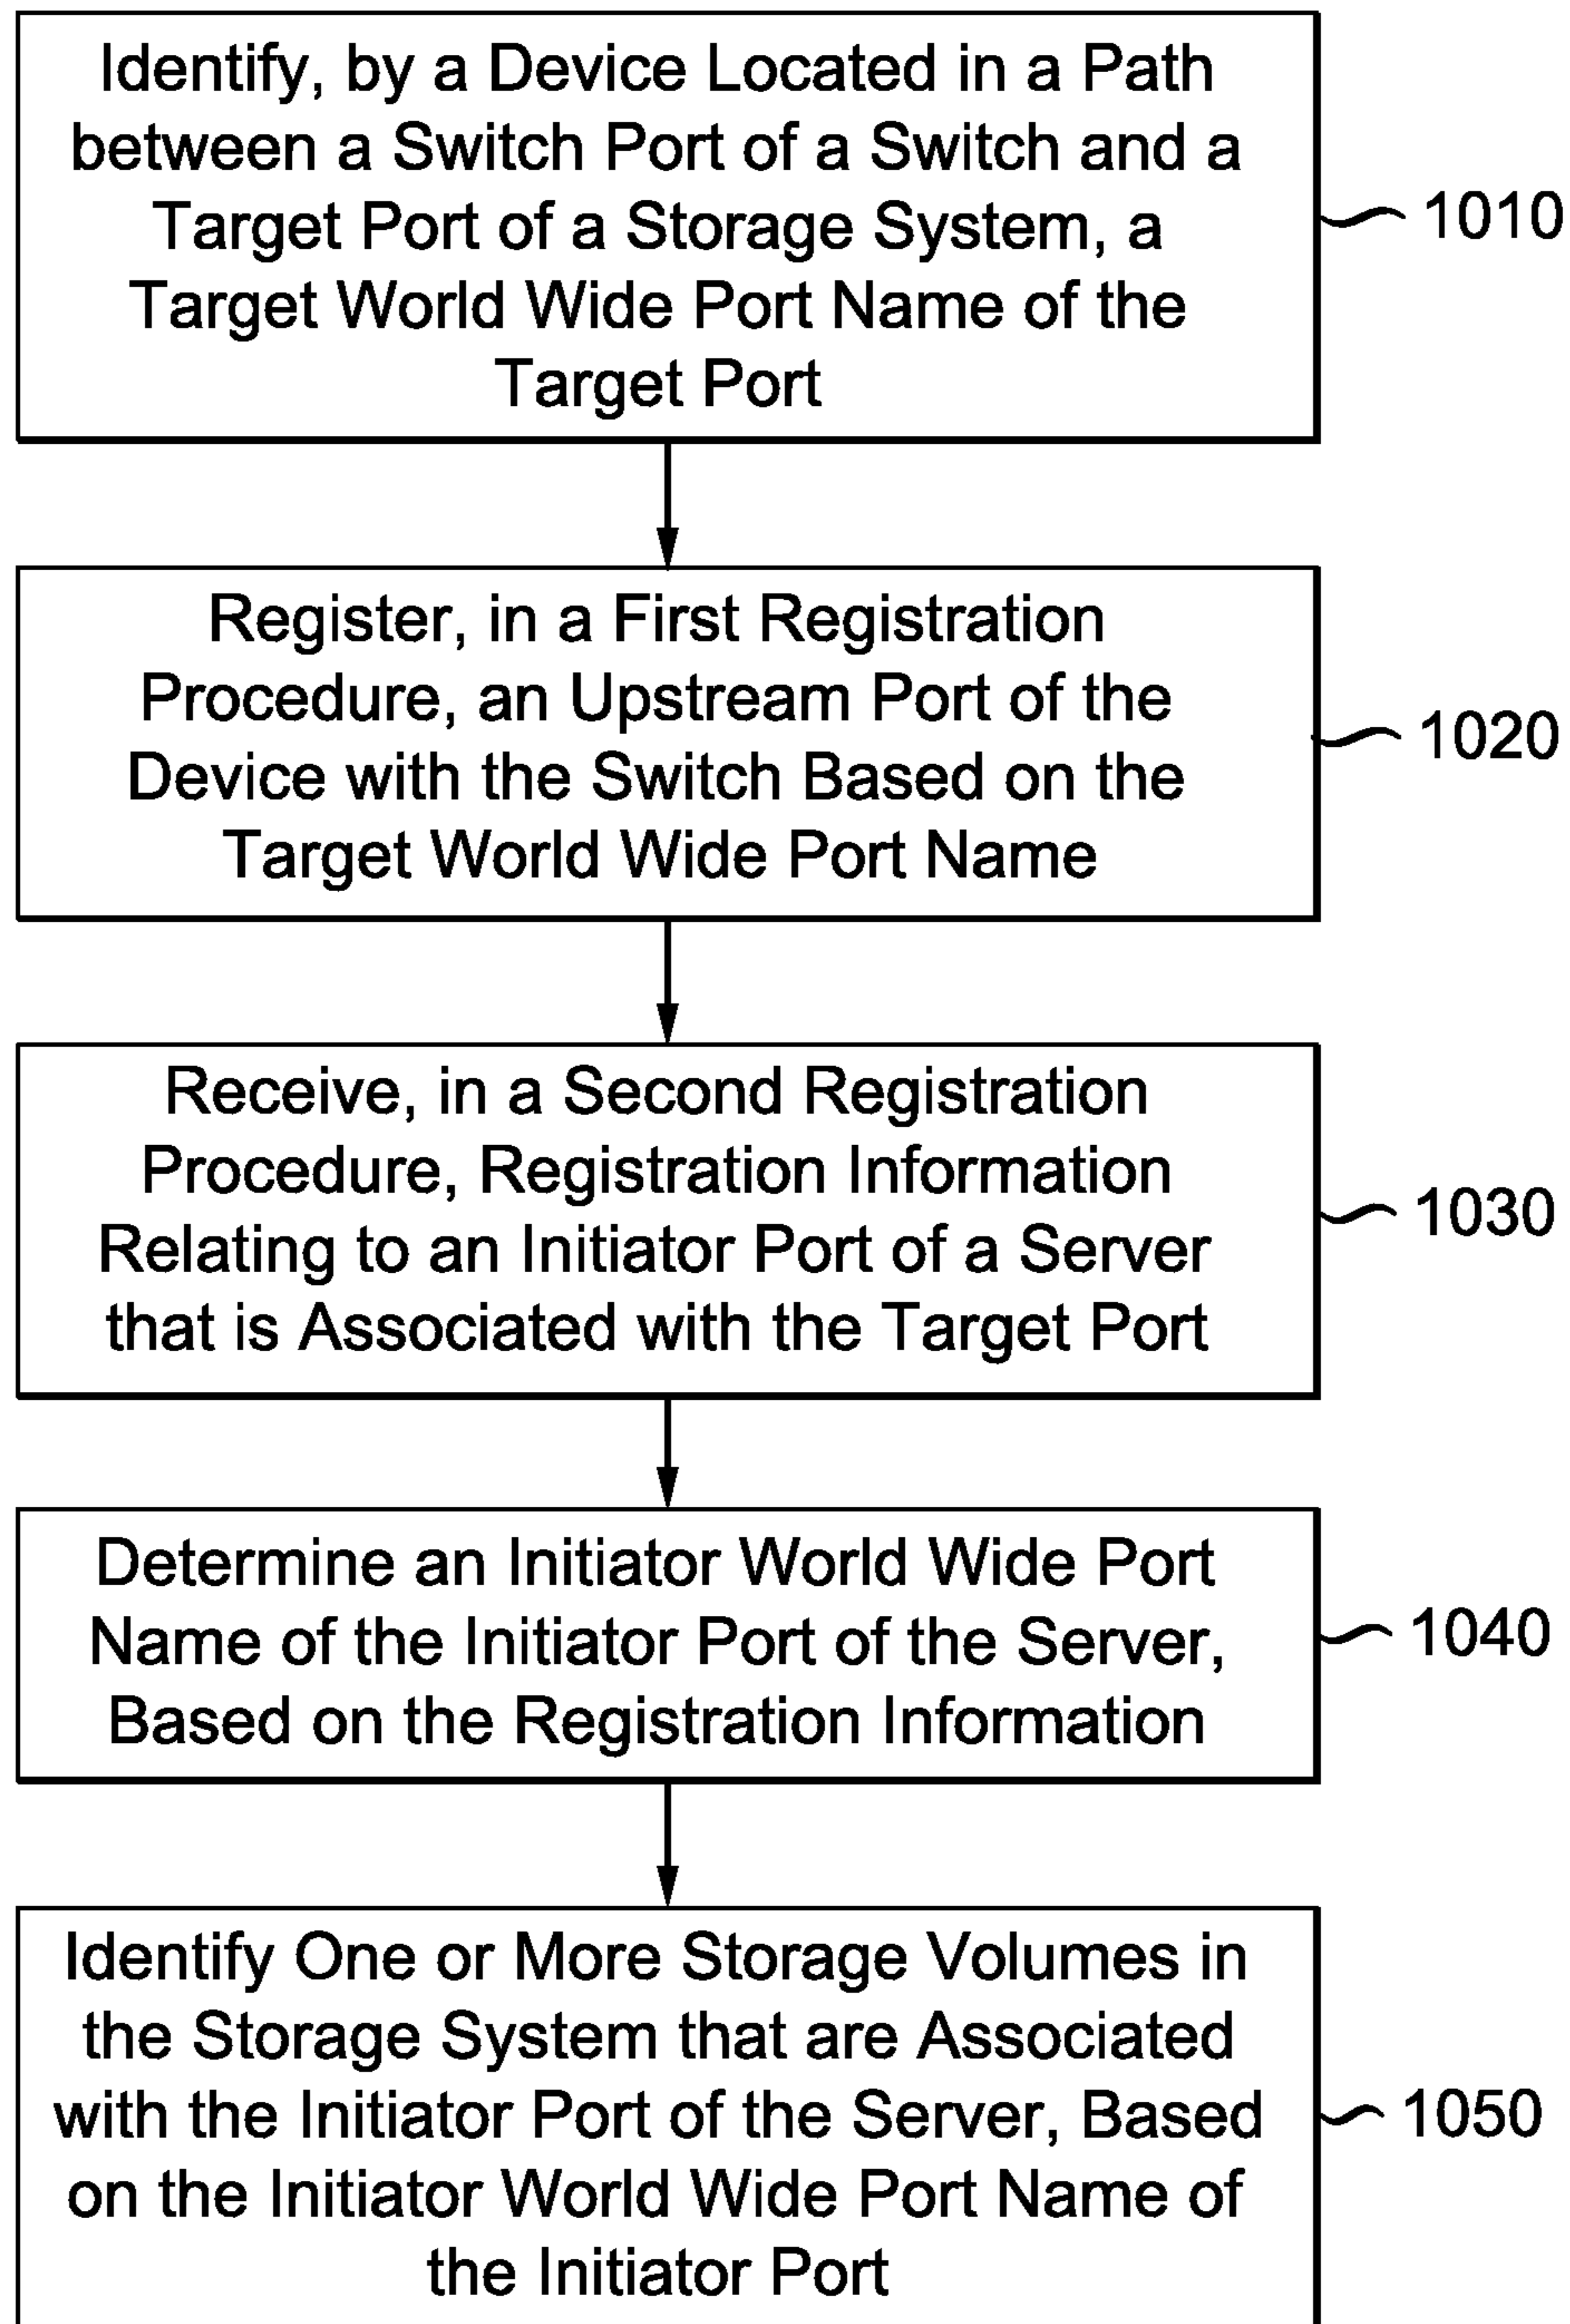 Identify, by a Device Located in a Path
between a Switch Port of a Switch and a
Target Port of a Storage System, a
Target World Wide Port Name of the
Target Port
1010
Register, in a First Registration
Procedure, an Upstream Port of the
Device with the Switch Based on the
Target World Wide Port Name
1020
Receive, in a Second Registration
Procedure, Registration Information
Relating to an Initiator Port of a Server
that is Associated with the Target Port
1030
Determine an Initiator World Wide Port
Name of the Initiator Port of the Server,
Based on the Registration Information
1040
Identify One or More Storage Volumes in
the Storage System that are Associated
with the Initiator Port of the Server, Based
on the Initiator World Wide Port Name of
the Initiator Port
1050